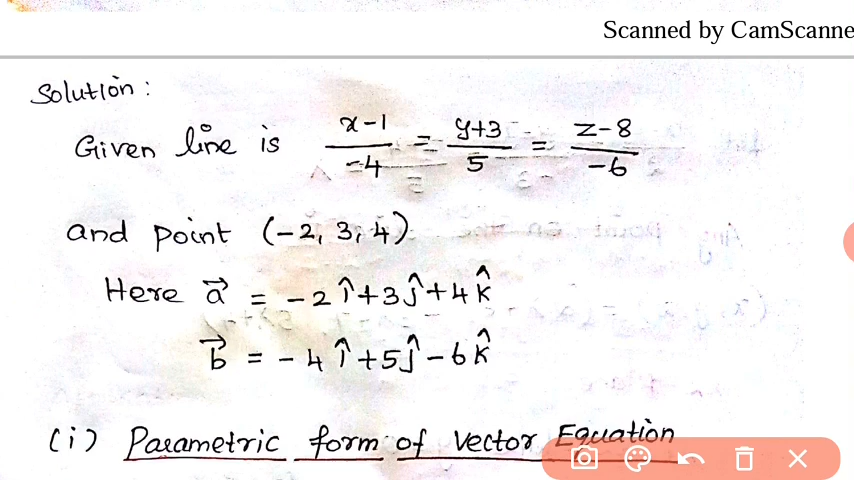 Scanned by CamScanne
Solution :
Given line is x-1/-4 = y+3/5 = z-8/-6
and point (-2, 3, 4)
Here a⃗ = -2î+3ĵ+4k̂
b⃗ = -4î+5ĵ-6k̂
(i) Parametric form of vector Equation